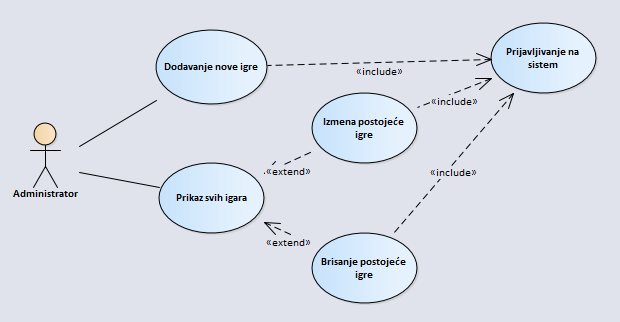 Dodavanje nove igre
Prijavljivanje na
sistem
«include»
Izmena postojeće
igre
«include»
Administrator
Prikaz svih igara
«extend»
«include»
«extend»
Brisanje postojeće
igre